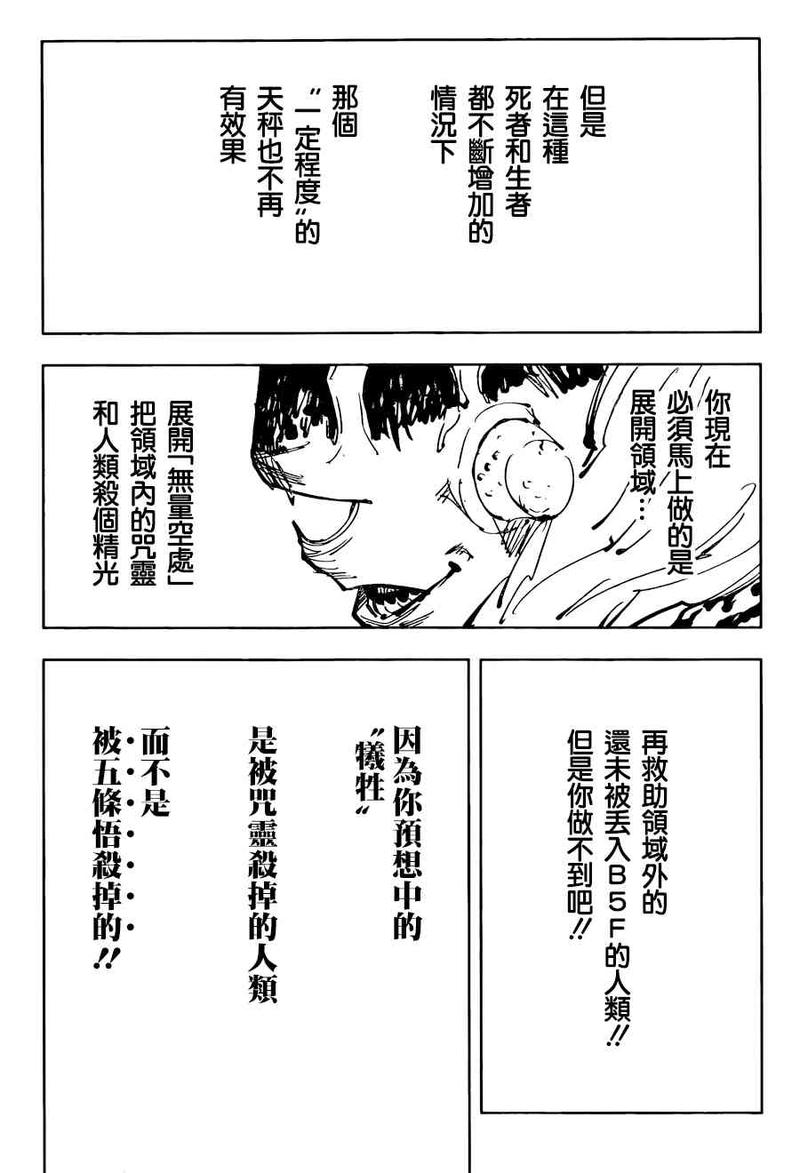 但是
在這種
死者和生者
都不斷增加的
情況下
那個
“一定程度”的
天秤也不再
有效果
你現在
必須馬上做的是
展開領域…
展開「無量空處」
把領域內的咒靈
和人類殺個精光
再救助領域外的
還未被丟入B5F的人類!!
但是你做不到吧!!
因為你預想中的
“犧牲”
是被咒靈殺掉的人類
而不是
被五條悟殺掉的!!